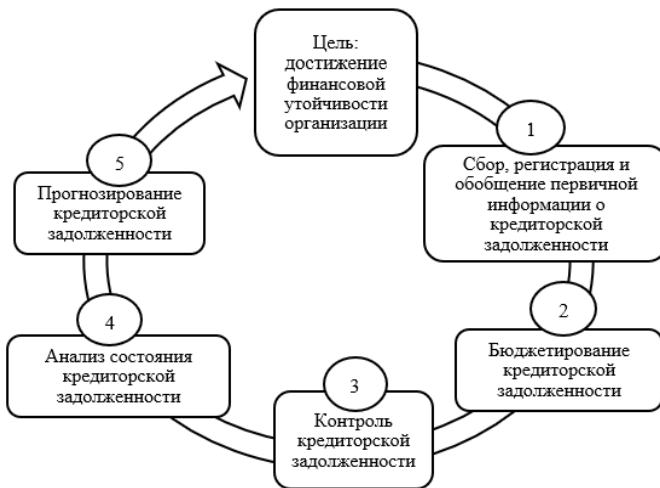 Цель:
достижение
финансовой
утойчивости
организации
1
Сбор, регистрация и
обобщение первичной
информации о
кредиторской
задолженности
2
Бюджетирование
кредиторской
задолженности
3
Контроль
кредиторской
задолженности
4
Анализ состояния
кредиторской
задолженности
5
Прогнозирование
кредиторской
задолженности